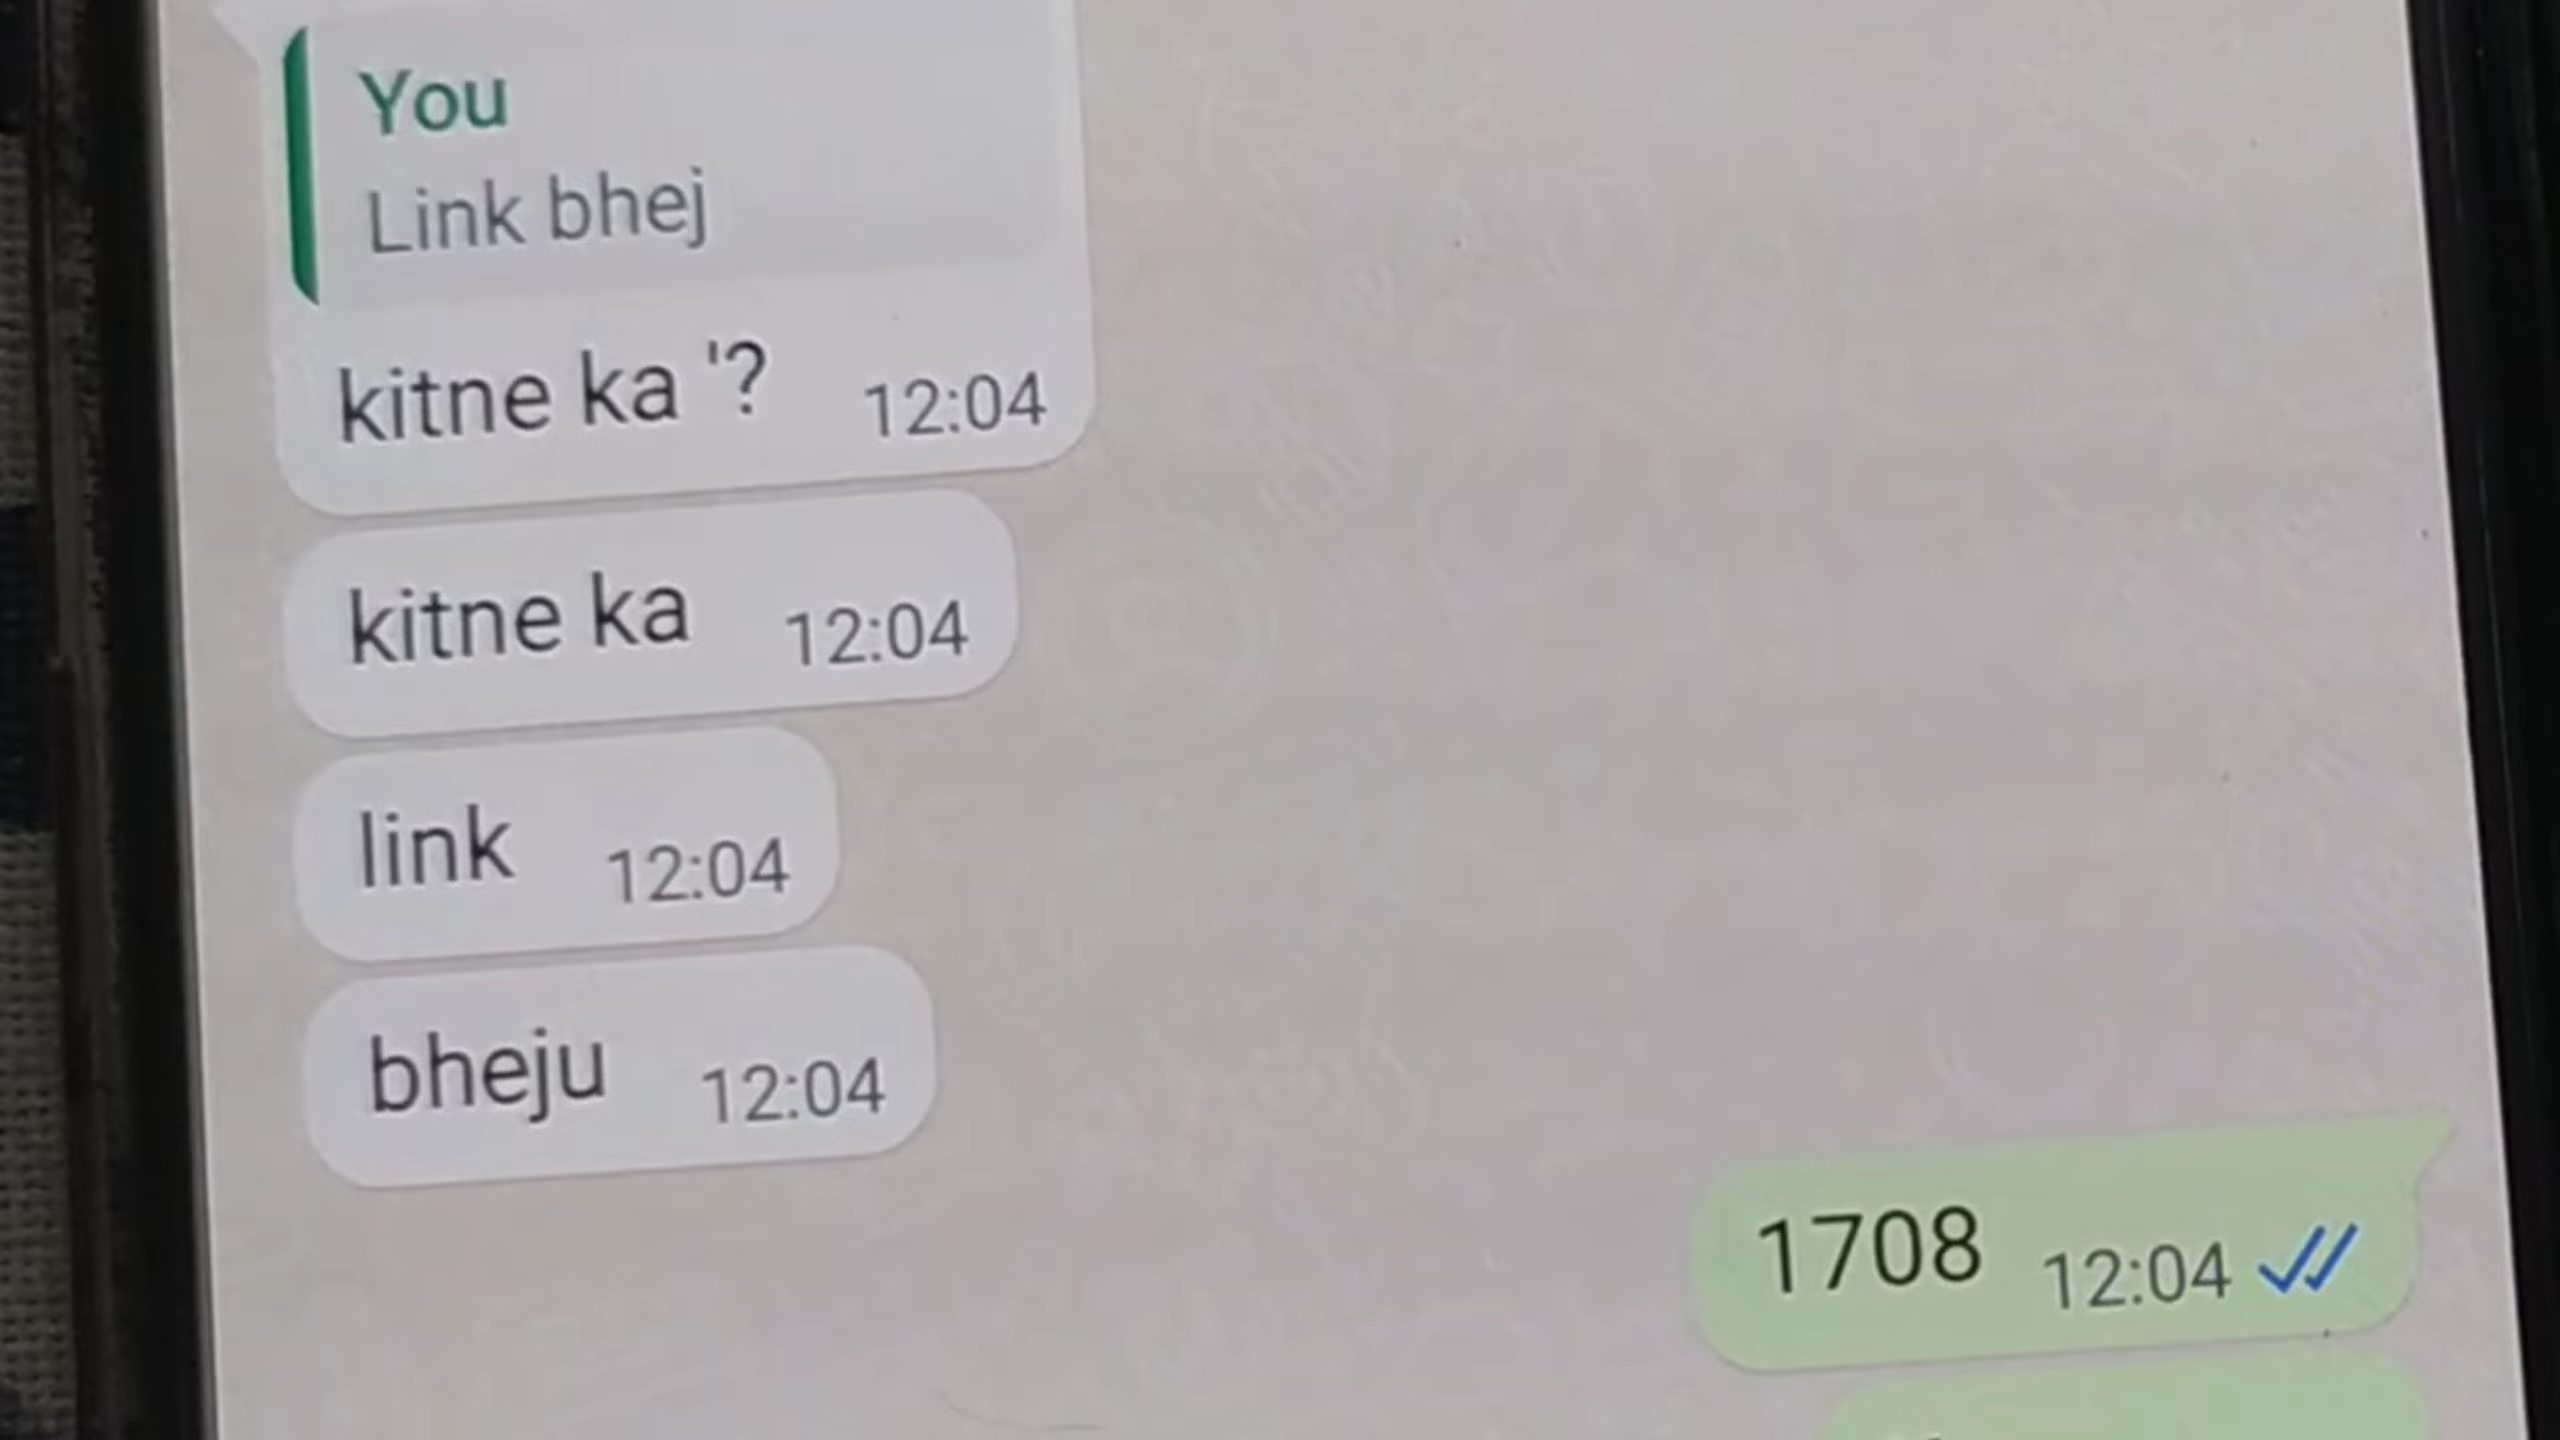 You
Link bhej
kitne ka '? 12:04
kitne ka 12:04
link 12:04
bheju 12:04
1708 12:04